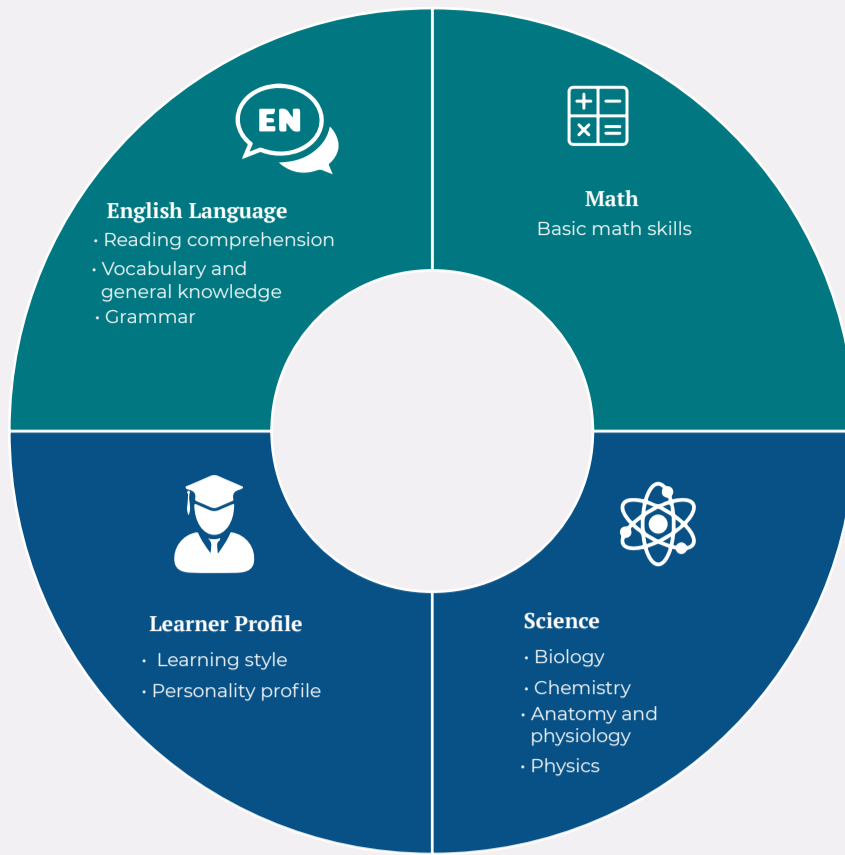 EN
English Language
• Reading comprehension
• Vocabulary and
general knowledge
• Grammar
Math
Basic math skills
Learner Profile
• Learning style
• Personality profile
Science
• Biology
• Chemistry
• Anatomy and
physiology
• Physics